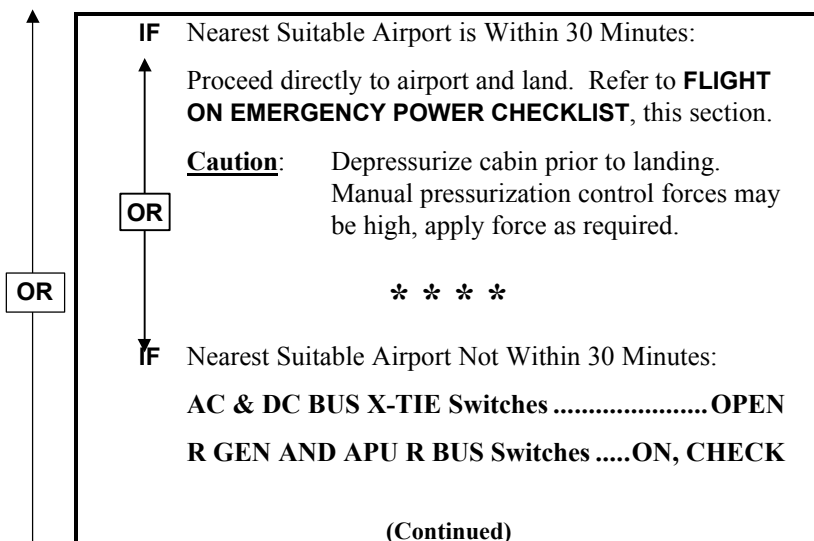 IF Nearest Suitable Airport is Within 30 Minutes:
Proceed directly to airport and land. Refer to FLIGHT
ON EMERGENCY POWER CHECKLIST, this section.
Caution: Depressurize cabin prior to landing.
Manual pressurization control forces may
be high, apply force as required.
OR
OR
* * * *
IF Nearest Suitable Airport Not Within 30 Minutes:
AC & DC BUS X-TIE Switches ......................OPEN
R GEN AND APU R BUS Switches .....ON, CHECK
(Continued)